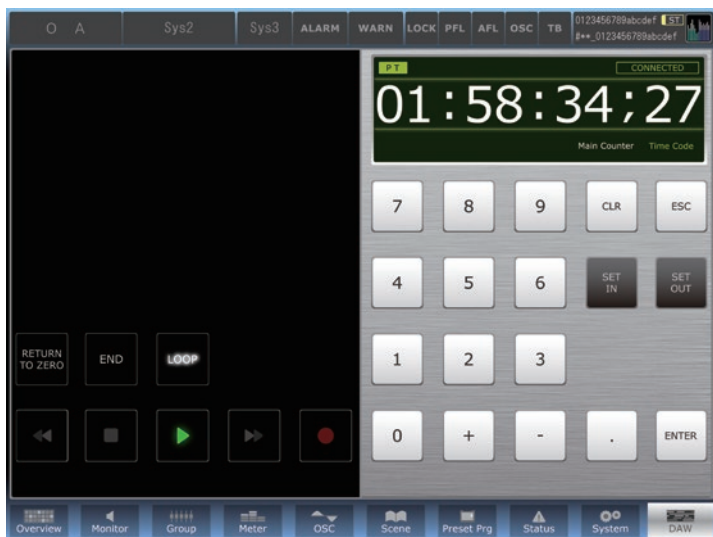 O A Sys2 Sys3 ALARM WARN LOCK PFL AFL OSC TB 0123456789abcdef ST
#**_0123456789abcdef
PT CONNECTED
01:58:34;27
Main Counter Time Code
7 8 9 CLR ESC
4 5 6 SET IN SET OUT
RETURN TO ZERO END LOOP 1 2 3
0 + - . ENTER
Overview Monitor Group Meter OSC Scene Preset Prg Status System DAW